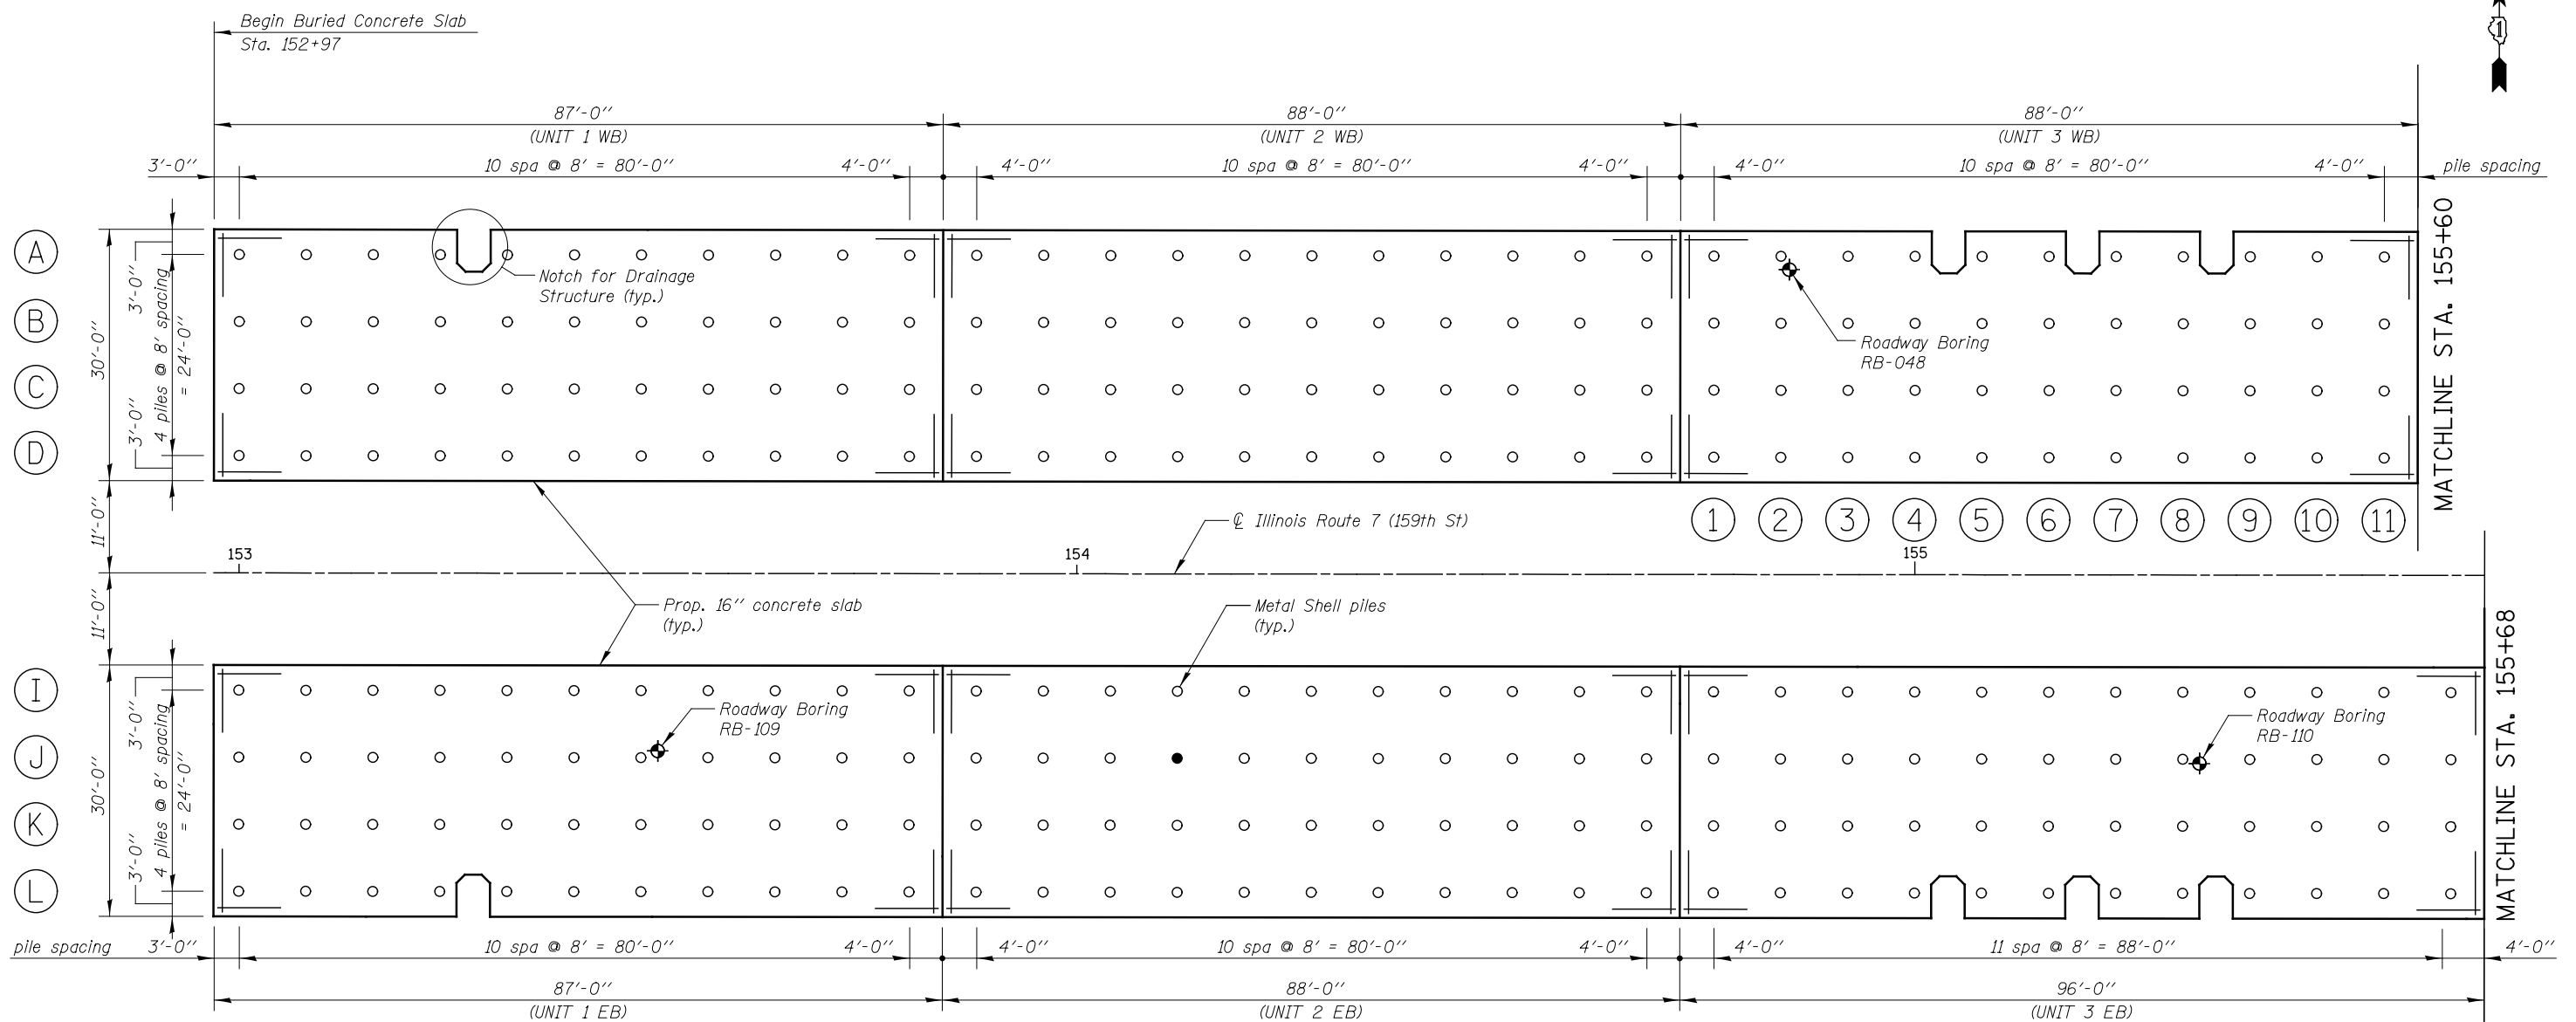 Begin Buried Concrete Slab
Sta. 152+97
1
87'-0''
(UNIT 1 WB)
88'-0''
(UNIT 2 WB)
88'-0''
(UNIT 3 WB)
3'-0''
10 spa @ 8' = 80'-0''
4'-0''
4'-0''
10 spa @ 8' = 80'-0''
4'-0''
4'-0''
10 spa @ 8' = 80'-0''
4'-0''
pile spacing
A
B
C
D
30'-0''
3'-0''
3'-0''
4 piles @ 8' spacing
= 24'-0''
Notch for Drainage
Structure (typ.)
Roadway Boring
RB-048
MATCHLINE STA. 155+60
1 2 3 4 5 6 7 8 9 10 11
11'-0''
11'-0''
℄ Illinois Route 7 (159th St)
153
154
155
Prop. 16'' concrete slab
(typ.)
Metal Shell piles
(typ.)
I
J
K
L
30'-0''
3'-0''
3'-0''
4 piles @ 8' spacing
= 24'-0''
Roadway Boring
RB-109
Roadway Boring
RB-110
MATCHLINE STA. 155+68
pile spacing
3'-0''
10 spa @ 8' = 80'-0''
4'-0''
4'-0''
10 spa @ 8' = 80'-0''
4'-0''
4'-0''
11 spa @ 8' = 88'-0''
4'-0''
87'-0''
(UNIT 1 EB)
88'-0''
(UNIT 2 EB)
96'-0''
(UNIT 3 EB)